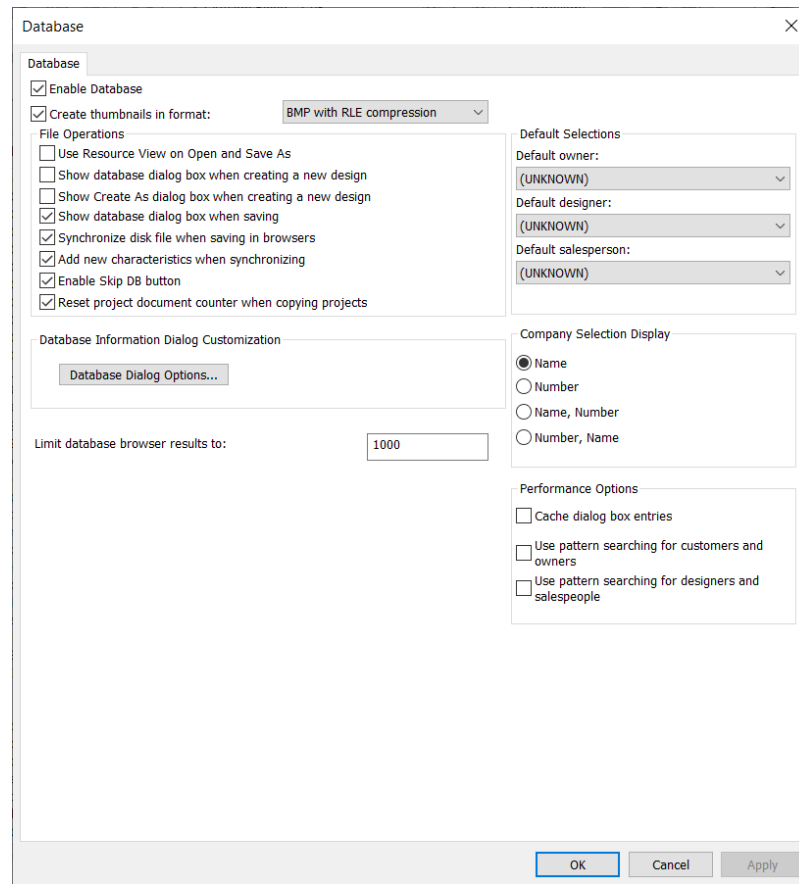 Database
Database
Enable Database
Create thumbnails in format:
BMP with RLE compression
File Operations
Use Resource View on Open and Save As
Show database dialog box when creating a new design
Show Create As dialog box when creating a new design
Show database dialog box when saving
Synchronize disk file when saving in browsers
Add new characteristics when synchronizing
Enable Skip DB button
Reset project document counter when copying projects
Database Information Dialog Customization
Database Dialog Options...
Limit database browser results to:
1000
Default Selections
Default owner:
(UNKNOWN)
Default designer:
(UNKNOWN)
Default salesperson:
(UNKNOWN)
Company Selection Display
Name
Number
Name, Number
Number, Name
Performance Options
Cache dialog box entries
Use pattern searching for customers and
owners
Use pattern searching for designers and
salespeople
OK
Cancel
Apply